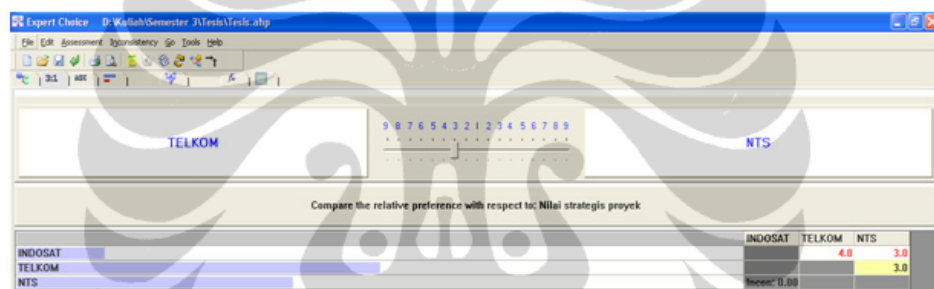 Expert Choice D:\Kuliah\Semester 3\Tesis\Tesis.ahp
File Edit Assessment Inconsistency Go Tools Help
3:1 ABC
9 8 7 6 5 4 3 2 1 2 3 4 5 6 7 8 9
TELKOM NTS
Compare the relative preference with respect to: Nilai strategis proyek
INDOSAT TELKOM NTS
INDOSAT 4.0 3.0
TELKOM 3.0
NTS Incon: 0.00